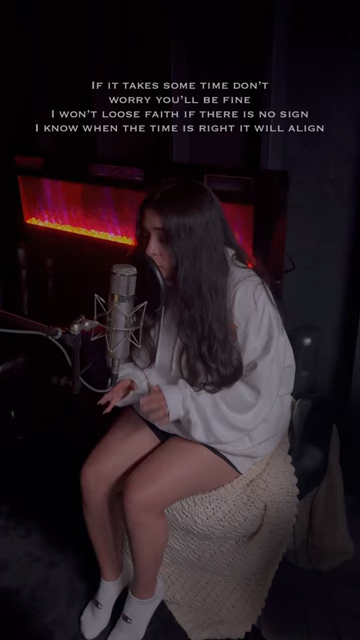 If it takes some time don't
worry you'll be fine
I won't loose faith if there is no sign
I know when the time is right it will align